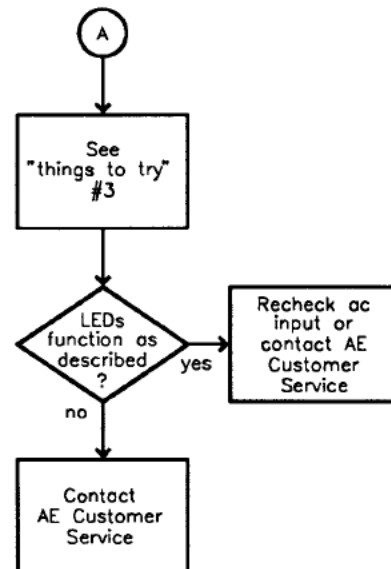 A
See
"things to try"
#3
LEDs
function as
described
?
yes
Recheck ac
input or
contact AE
Customer
Service
no
Contact
AE Customer
Service